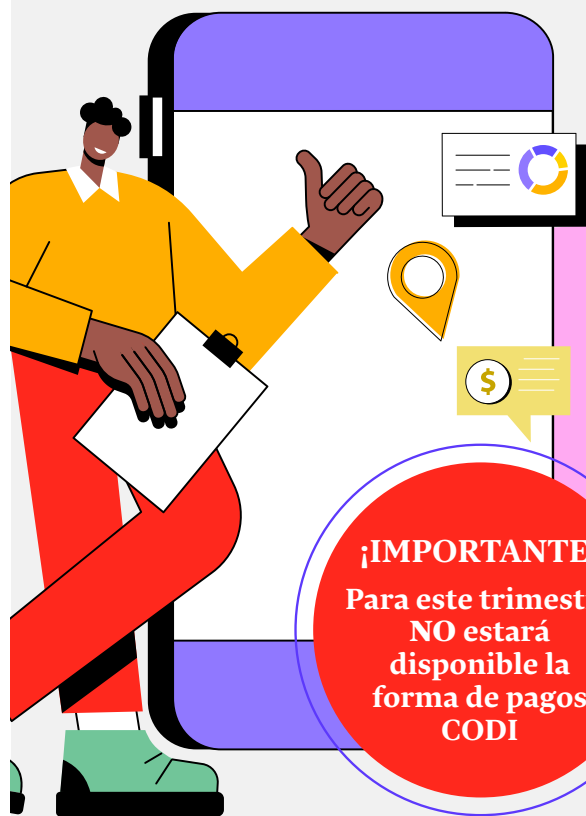 $
¡IMPORTANTE
Para este trimest
NO estará
disponible la
forma de pagos
CODI